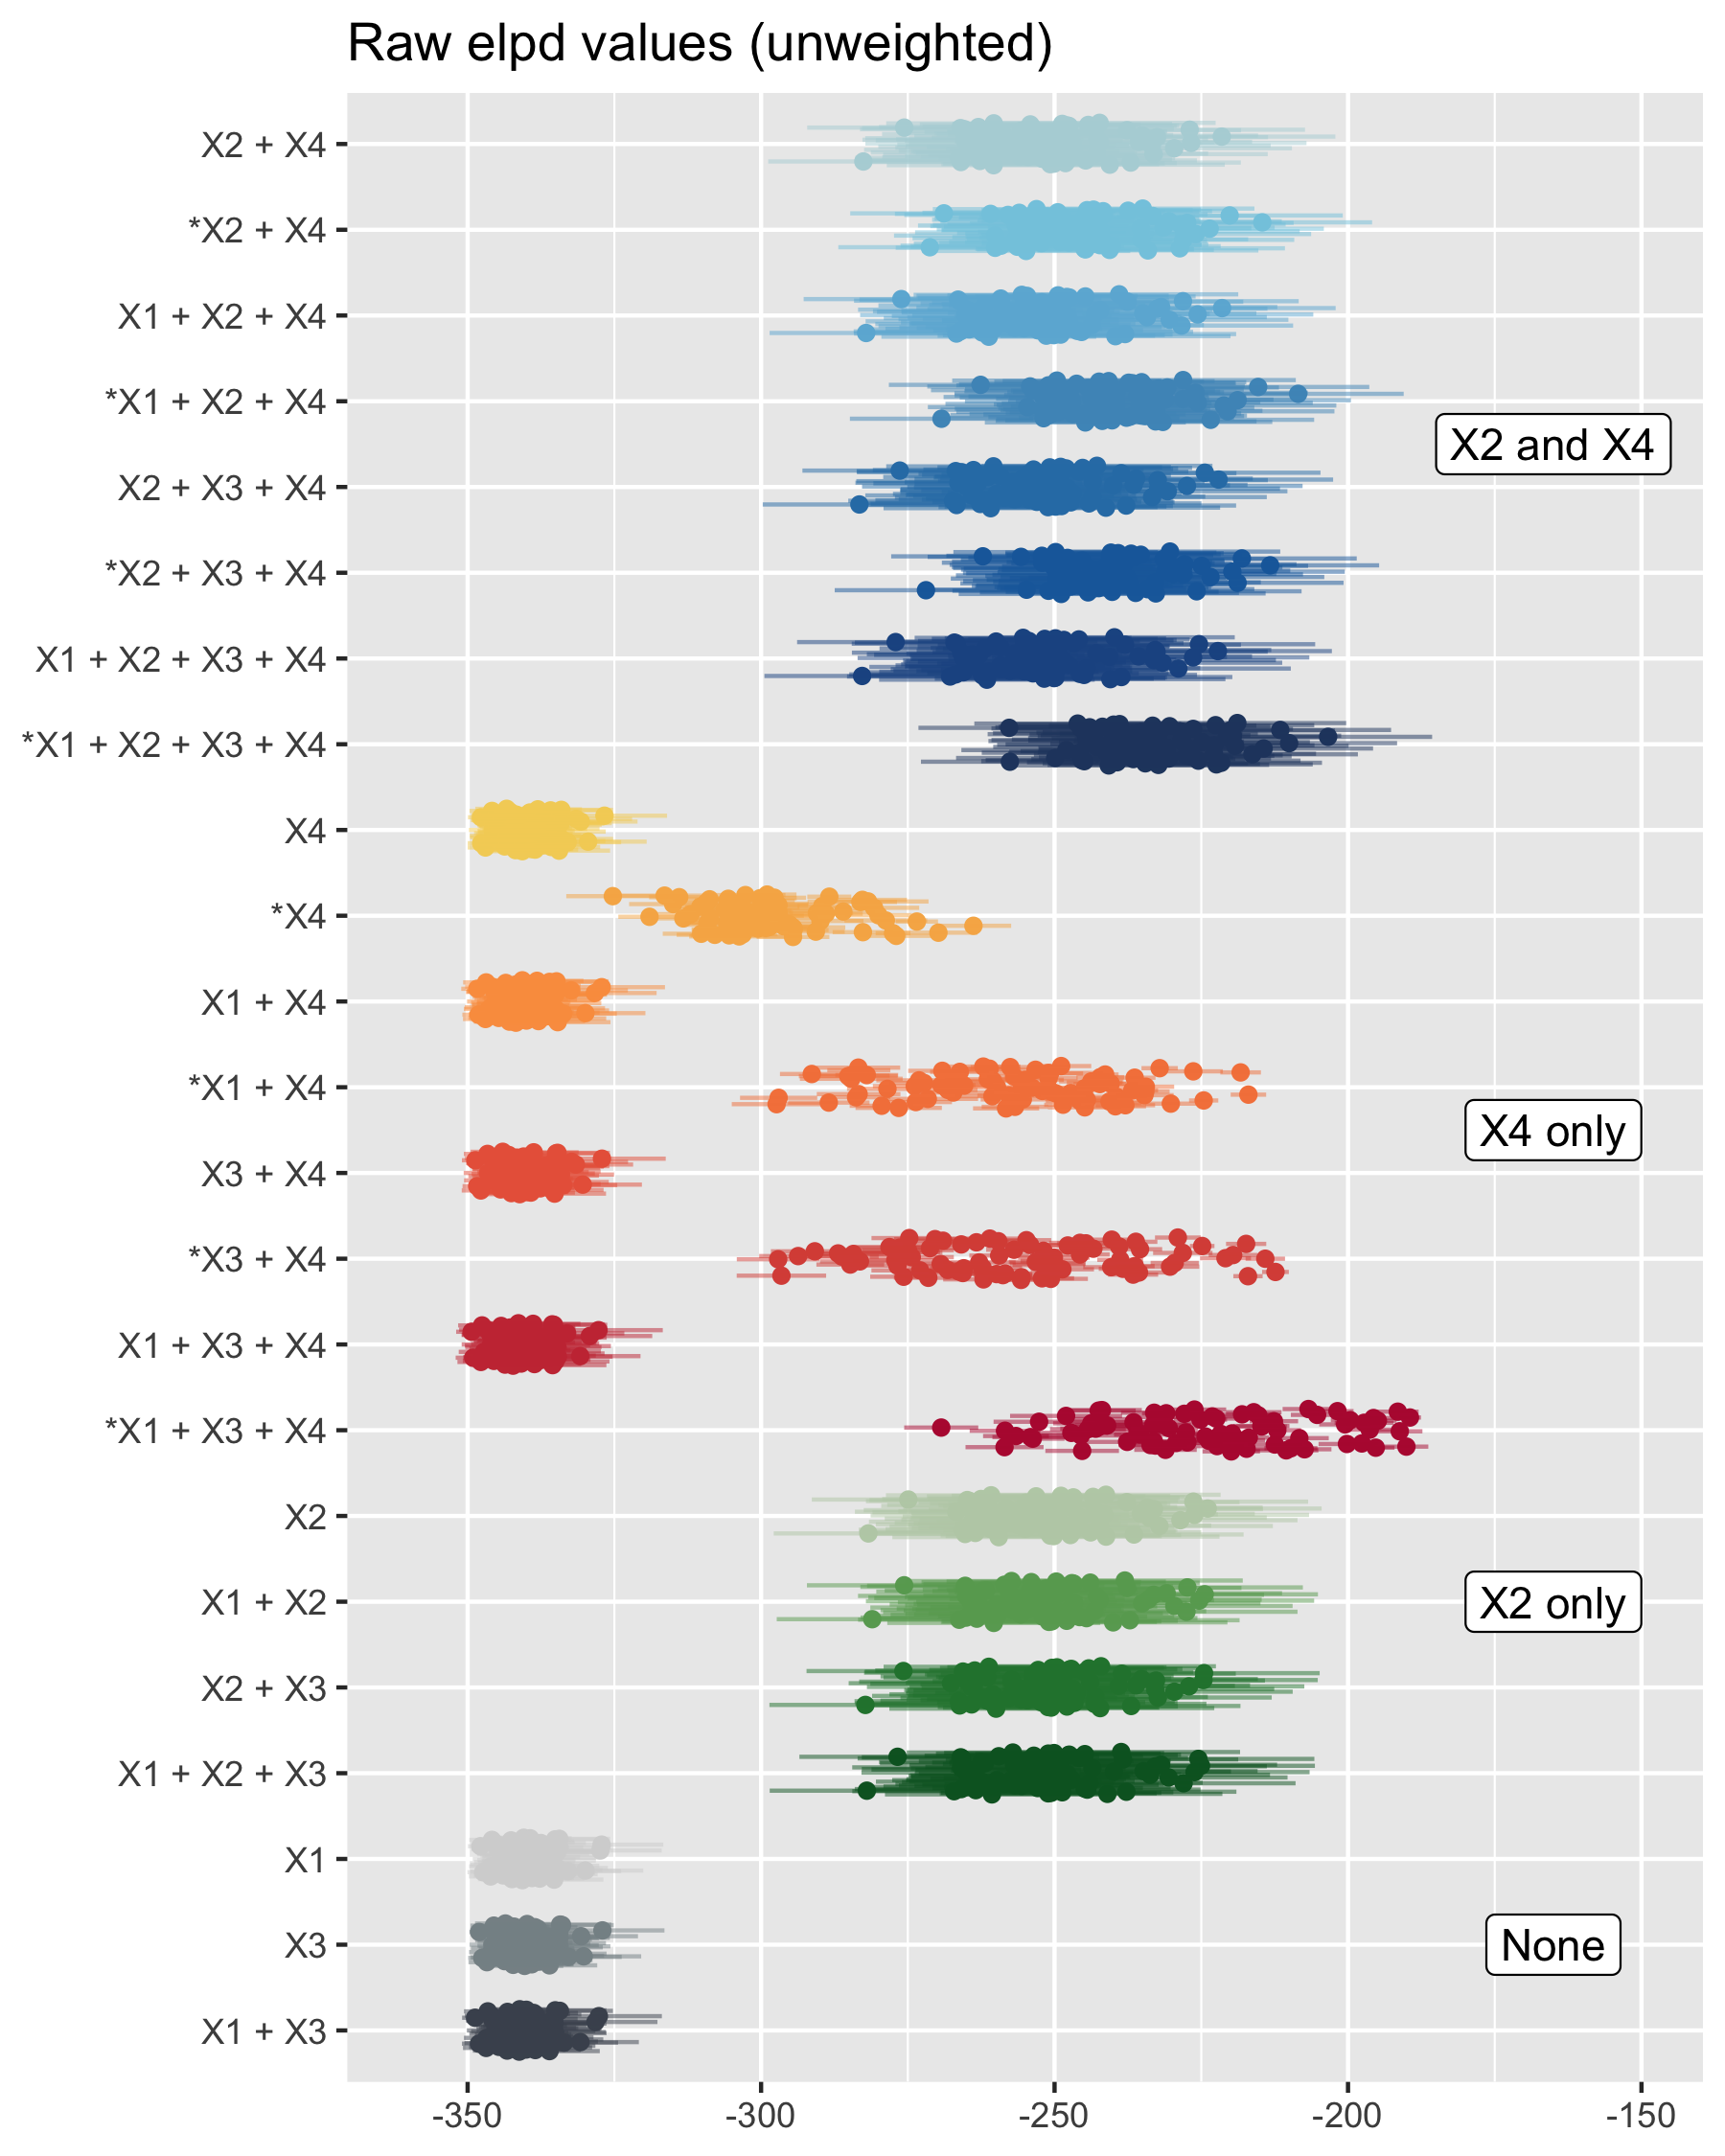 Raw elpd values (unweighted)
X2 + X4
*X2 + X4
X1 + X2 + X4
*X1 + X2 + X4
X2 and X4
X2 + X3 + X4
*X2 + X3 + X4
X1 + X2 + X3 + X4
*X1 + X2 + X3 + X4
X4
*X4
X1 + X4
*X1 + X4
X4 only
X3 + X4
*X3 + X4
X1 + X3 + X4
*X1 + X3 + X4
X2
X1 + X2
X2 only
X2 + X3
X1 + X2 + X3
X1
X3
None
X1 + X3
-350 -300 -250 -200 -150